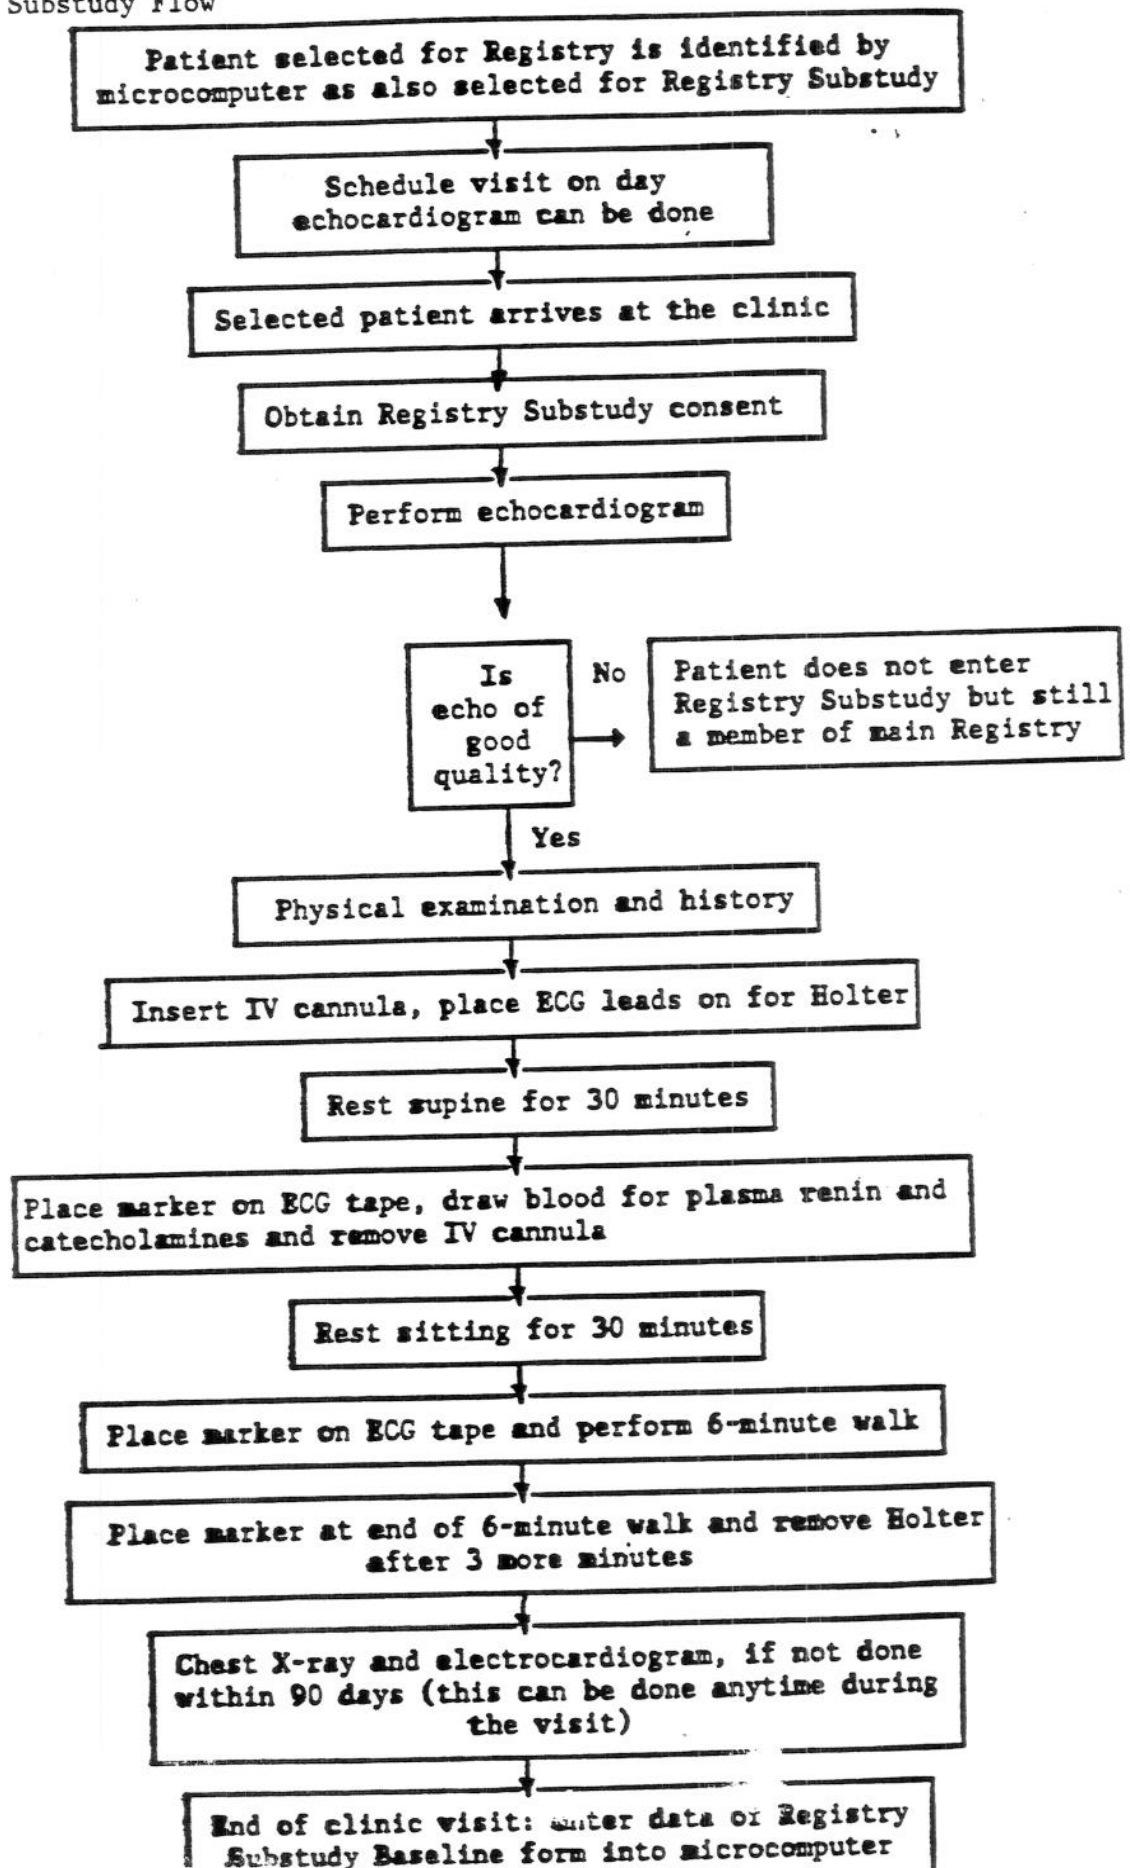 Substudy Flow
Patient selected for Registry is identified by
microcomputer as also selected for Registry Substudy
Schedule visit on day
echocardiogram can be done
Selected patient arrives at the clinic
Obtain Registry Substudy consent
Perform echocardiogram
Is
echo of
good
quality?
No
Patient does not enter
Registry Substudy but still
a member of main Registry
Yes
Physical examination and history
Insert IV cannula, place ECG leads on for Holter
Rest supine for 30 minutes
Place marker on ECG tape, draw blood for plasma renin and
catecholamines and remove IV cannula
Rest sitting for 30 minutes
Place marker on ECG tape and perform 6-minute walk
Place marker at end of 6-minute walk and remove Holter
after 3 more minutes
Chest X-ray and electrocardiogram, if not done
within 90 days (this can be done anytime during
the visit)
End of clinic visit: enter data of Registry
Substudy Baseline form into microcomputer